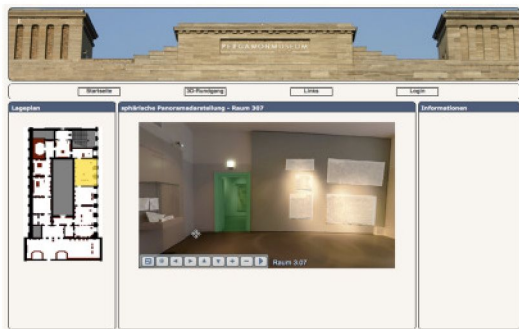 PERGAMONMUSEUM
Startseite
3D-Rundgang
Links
Login
Lageplan
sphärische Panoramadarstellung - Raum 307
Informationen
Raum 3.07